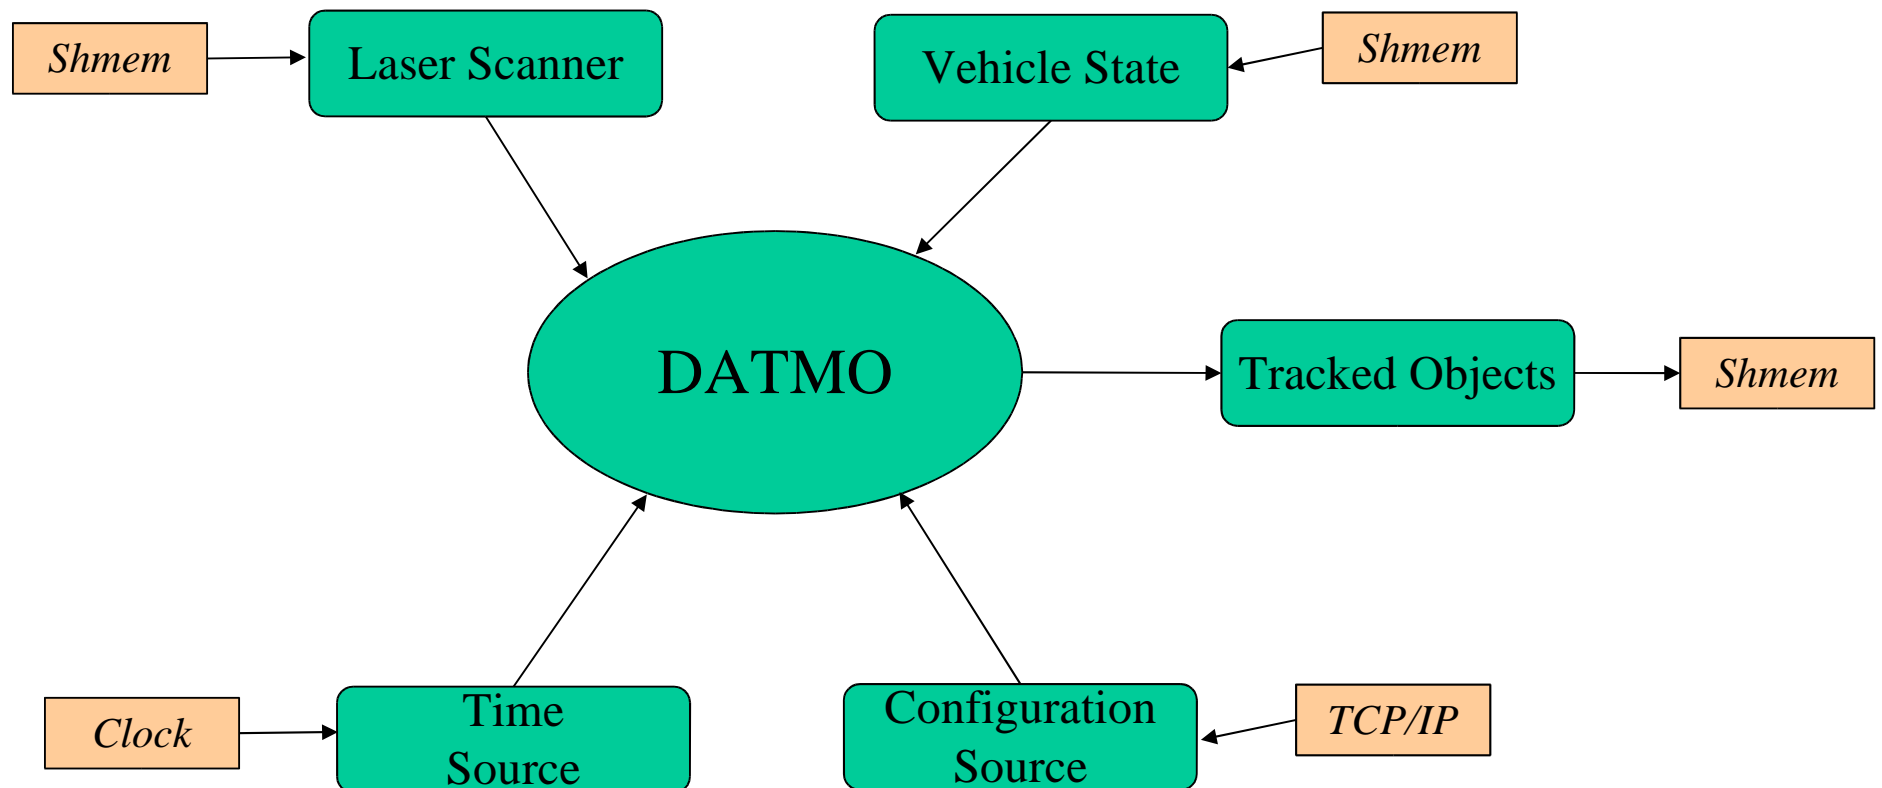 Shmem
Laser Scanner
Vehicle State
Shmem
DATMO
Tracked Objects
Shmem
Clock
Time
Source
Configuration
Source
TCP/IP